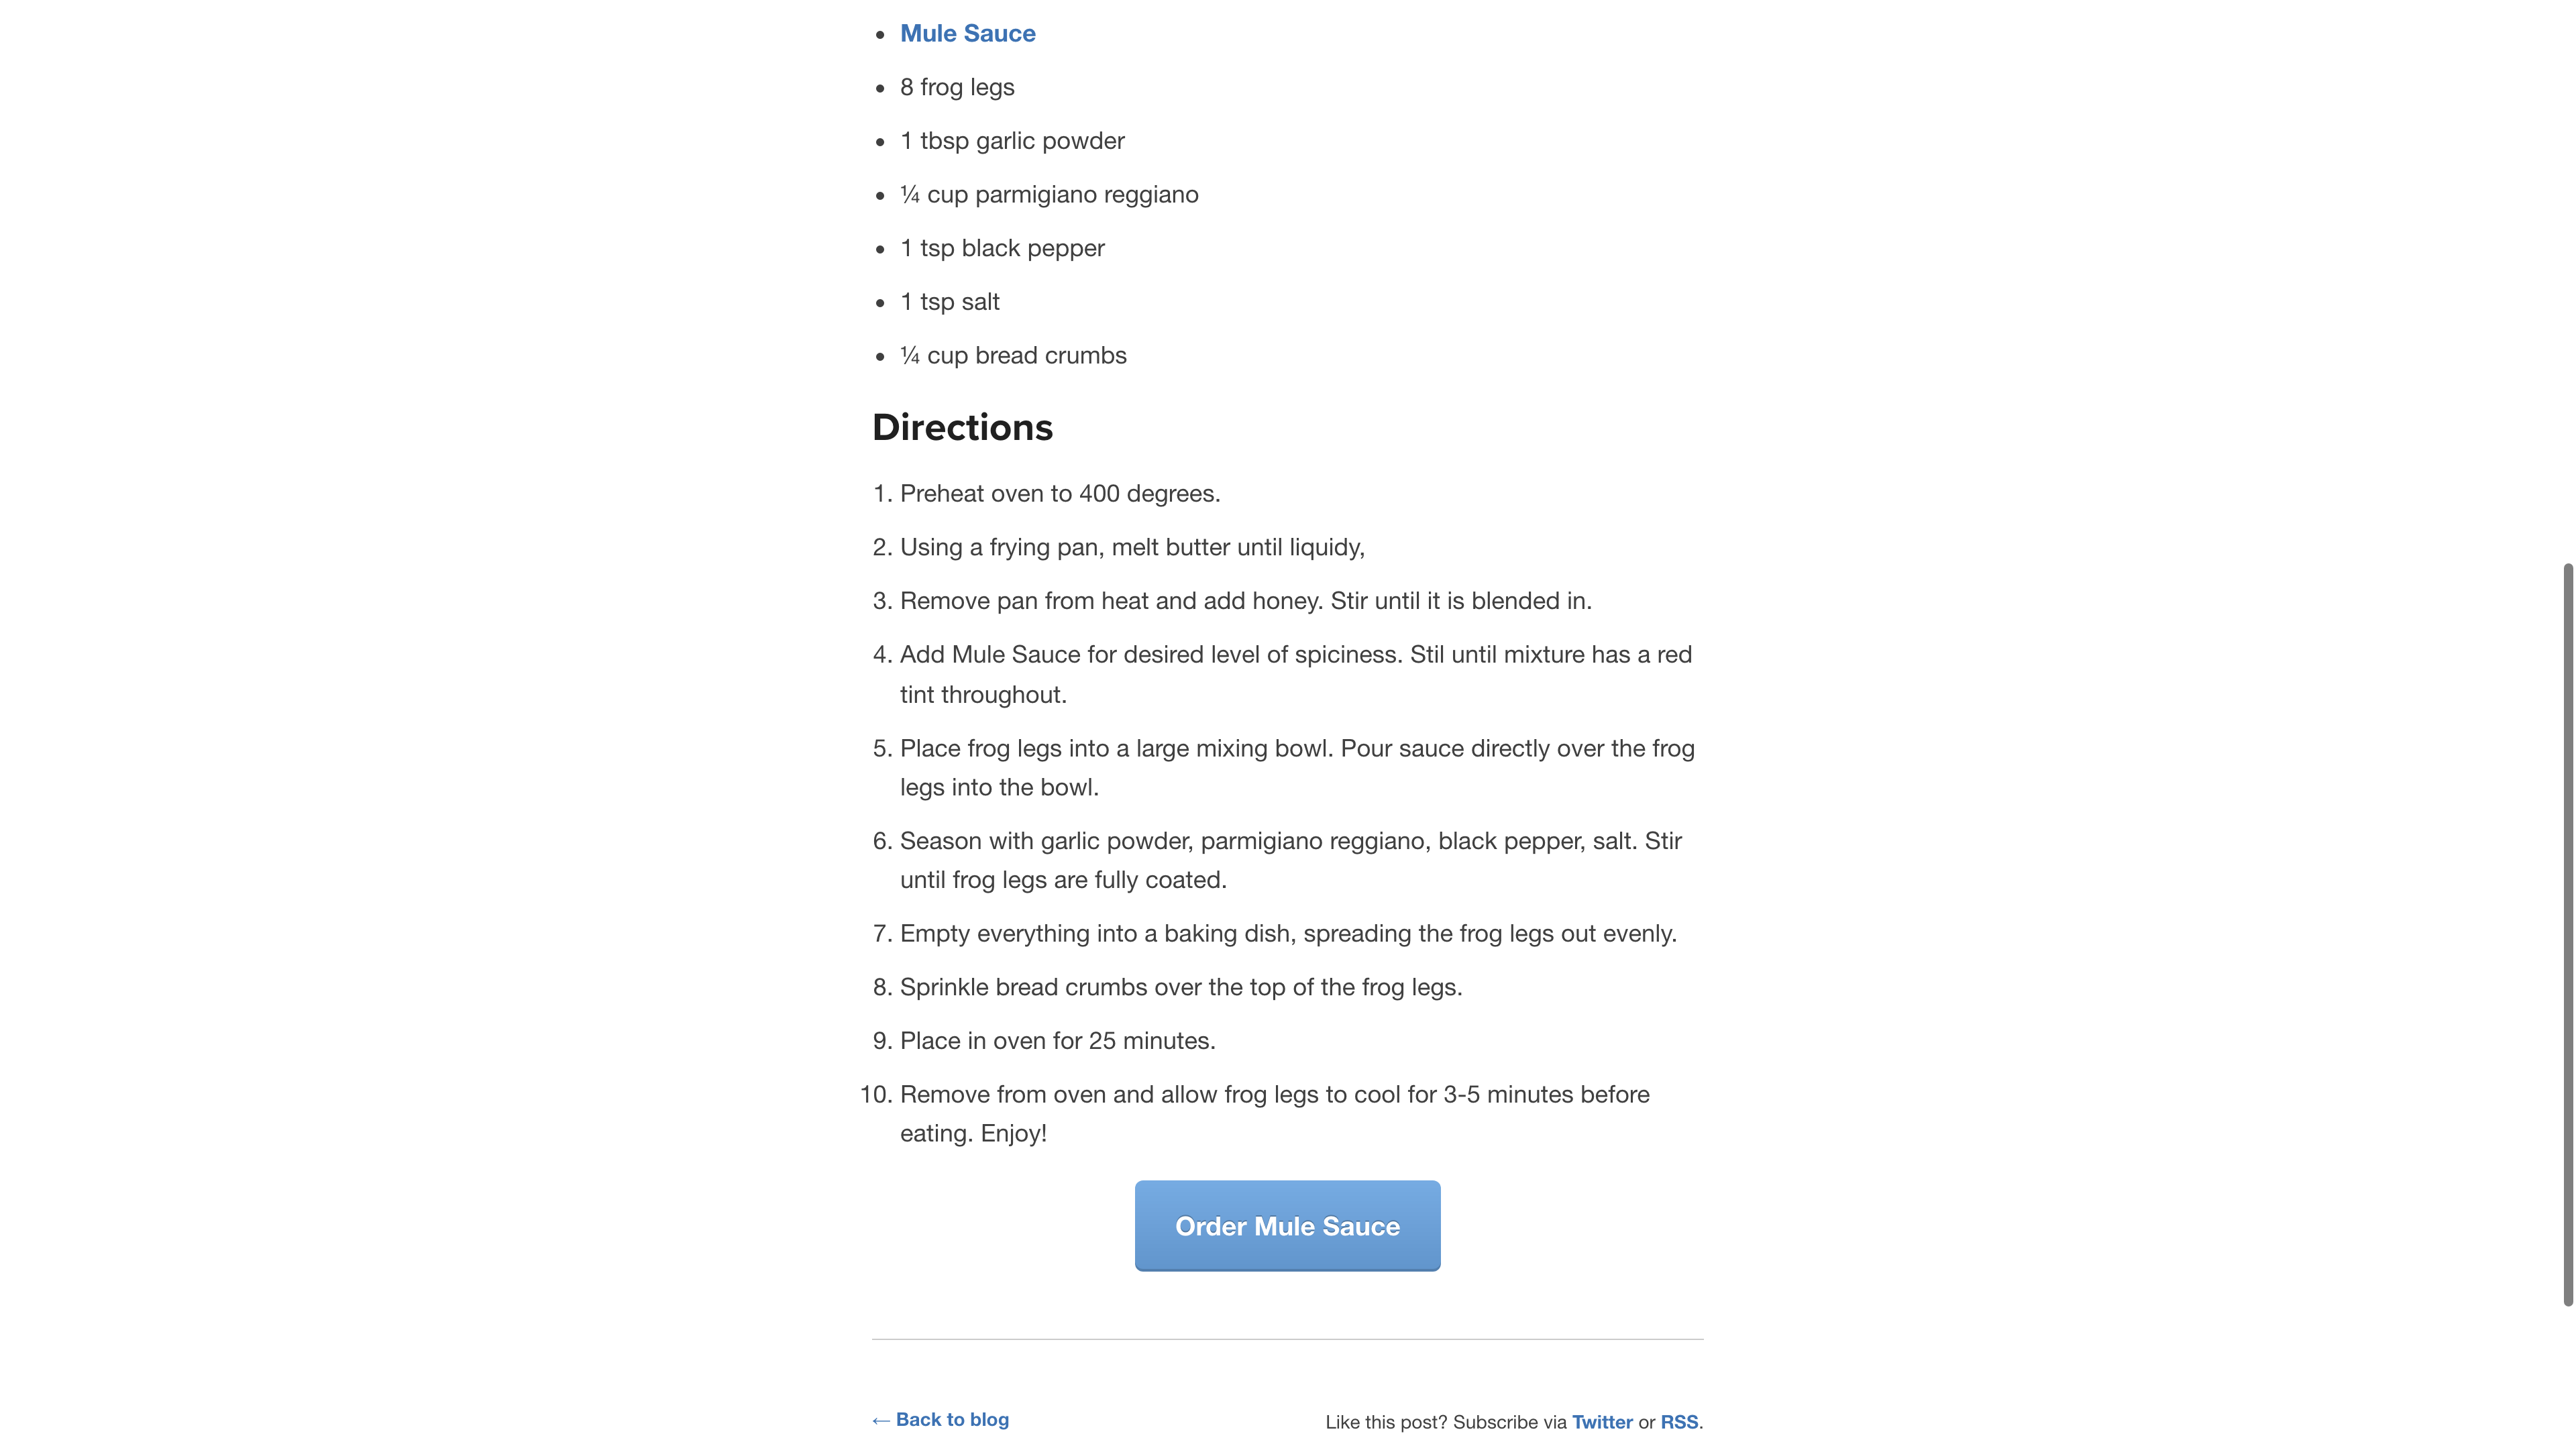 • Mule Sauce
• 8 frog legs
• 1 tbsp garlic powder
• ¼ cup parmigiano reggiano
• 1 tsp black pepper
• 1 tsp salt
• ¼ cup bread crumbs
Directions
1. Preheat oven to 400 degrees.
2. Using a frying pan, melt butter until liquidy,
3. Remove pan from heat and add honey. Stir until it is blended in.
4. Add Mule Sauce for desired level of spiciness. Stil until mixture has a red
tint throughout.
5. Place frog legs into a large mixing bowl. Pour sauce directly over the frog
legs into the bowl.
6. Season with garlic powder, parmigiano reggiano, black pepper, salt. Stir
until frog legs are fully coated.
7. Empty everything into a baking dish, spreading the frog legs out evenly.
8. Sprinkle bread crumbs over the top of the frog legs.
9. Place in oven for 25 minutes.
10. Remove from oven and allow frog legs to cool for 3-5 minutes before
eating. Enjoy!
Order Mule Sauce
← Back to blog
Like this post? Subscribe via Twitter or RSS.